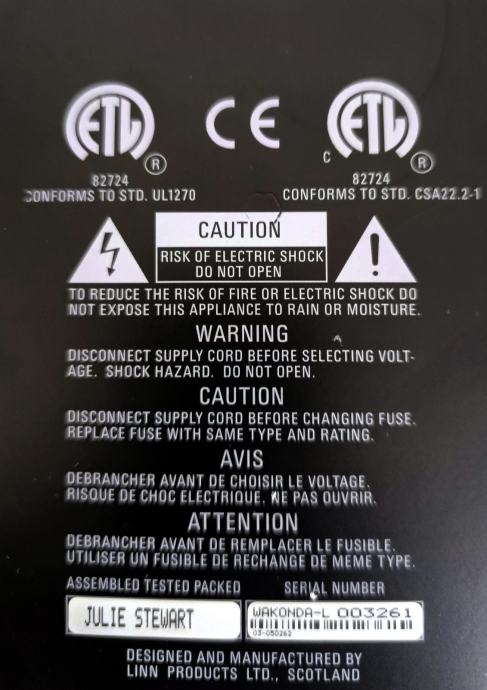 ETL CE ETL
® C ®
82724 82724
CONFORMS TO STD. UL1270 CONFORMS TO STD. CSA22.2-1
CAUTION
RISK OF ELECTRIC SHOCK
DO NOT OPEN
TO REDUCE THE RISK OF FIRE OR ELECTRIC SHOCK DO
NOT EXPOSE THIS APPLIANCE TO RAIN OR MOISTURE.
WARNING
DISCONNECT SUPPLY CORD BEFORE SELECTING VOLT-
AGE. SHOCK HAZARD. DO NOT OPEN.
CAUTION
DISCONNECT SUPPLY CORD BEFORE CHANGING FUSE.
REPLACE FUSE WITH SAME TYPE AND RATING.
AVIS
DEBRANCHER AVANT DE CHOISIR LE VOLTAGE.
RISQUE DE CHOC ELECTRIQUE. NE PAS OUVRIR.
ATTENTION
DEBRANCHER AVANT DE REMPLACER LE FUSIBLE.
UTILISER UN FUSIBLE DE RECHANGE DE MEME TYPE.
ASSEMBLED TESTED PACKED SERIAL NUMBER
JULIE STEWART WAKONDA-L 003261
03-050262
DESIGNED AND MANUFACTURED BY
LINN PRODUCTS LTD., SCOTLAND